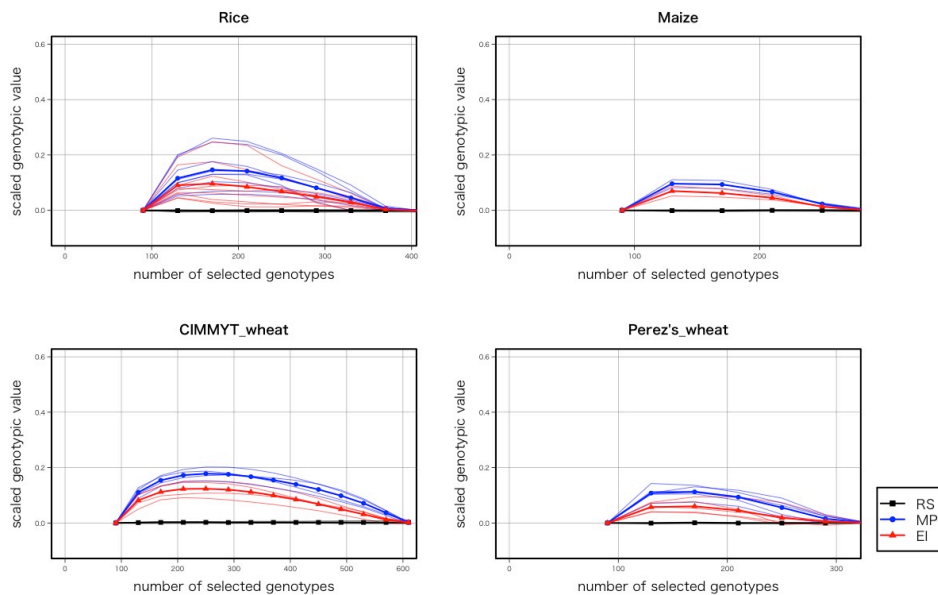 Rice
scaled genotypic value
0.6
0.4
0.2
0.0
0 100 200 300 400
number of selected genotypes
Maize
scaled genotypic value
0.6
0.4
0.2
0.0
0 100 200
number of selected genotypes
CIMMYT_wheat
scaled genotypic value
0.6
0.4
0.2
0.0
0 100 200 300 400 500 600
number of selected genotypes
Perez's_wheat
scaled genotypic value
0.6
0.4
0.2
0.0
0 100 200 300
number of selected genotypes
RS
MP
EI